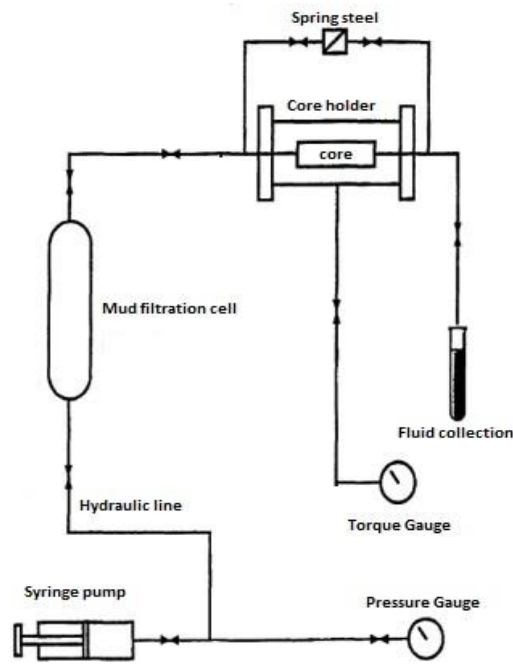 Spring steel
Core holder
core
Mud filtration cell
Fluid collection
Hydraulic line
Torque Gauge
Syringe pump
Pressure Gauge